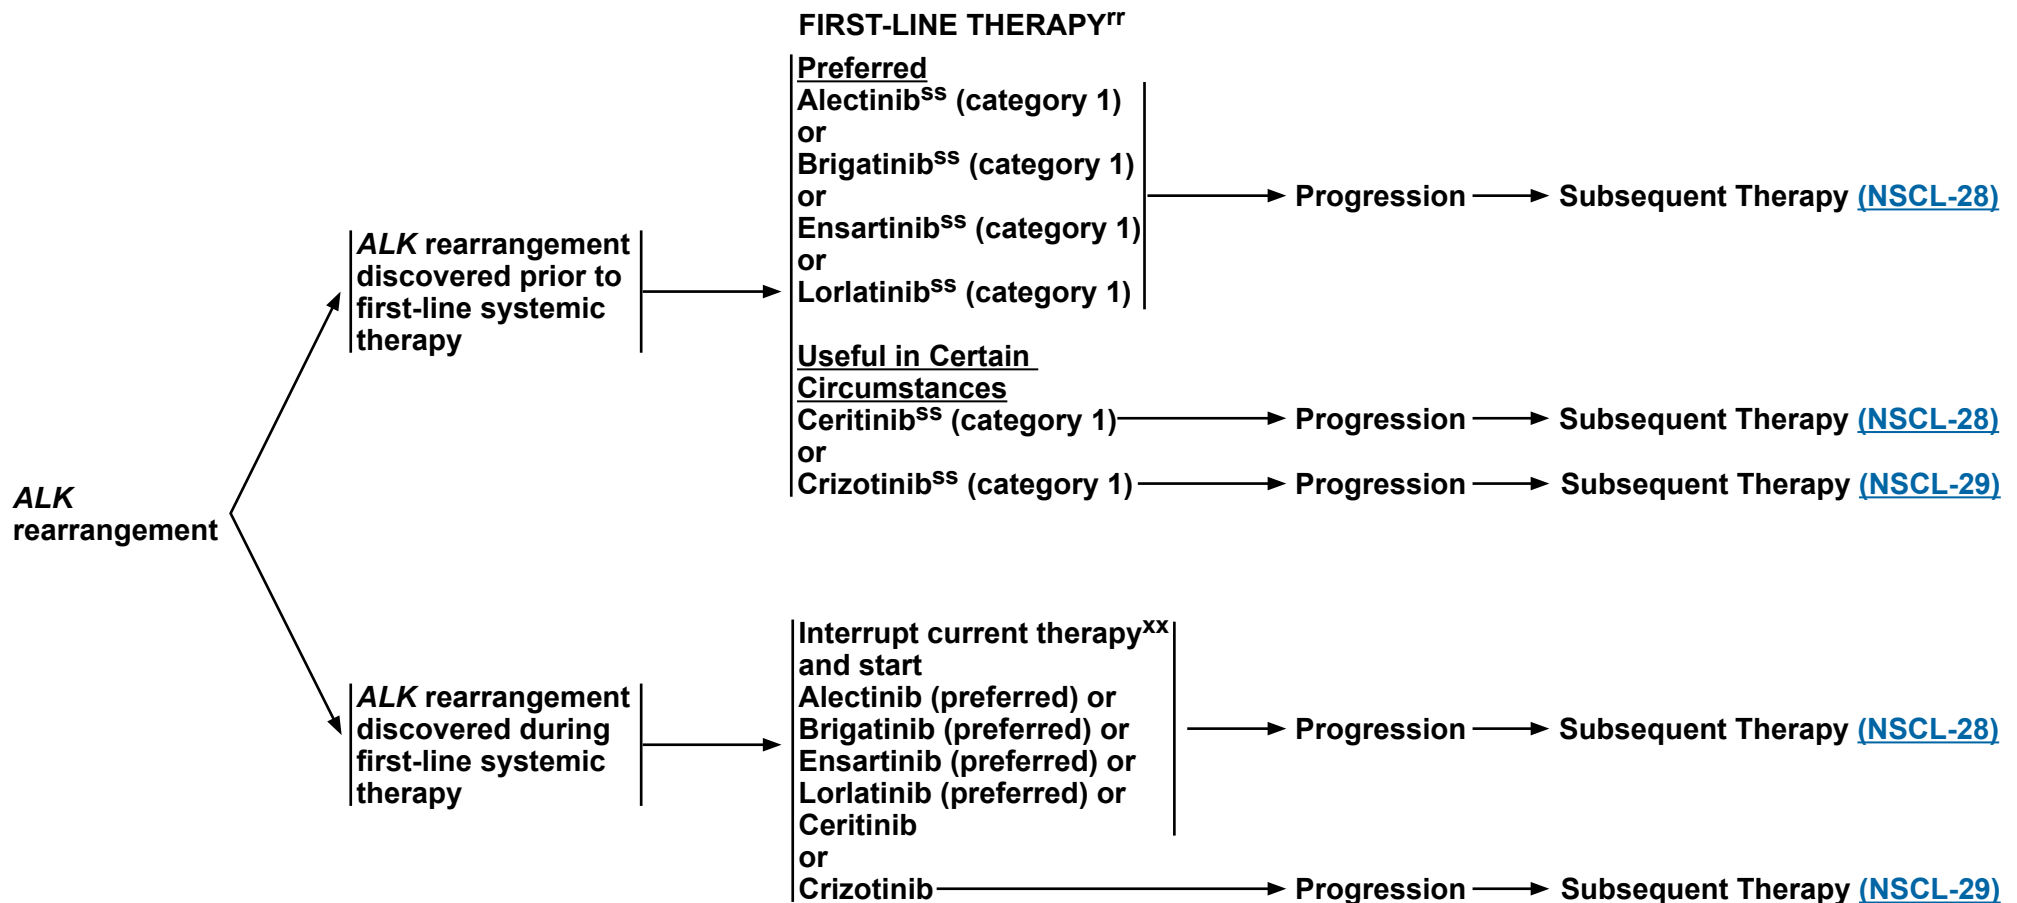 FIRST-LINE THERAPYrr
Preferred
Alectinibss (category 1)
or
Brigatinibss (category 1)
or
Ensartinibss (category 1)
or
Lorlatinibss (category 1)
Progression
Subsequent Therapy (NSCL-28)
ALK rearrangement
discovered prior to
first-line systemic
therapy
Useful in Certain
Circumstances
Ceritinibss (category 1)
Progression
Subsequent Therapy (NSCL-28)
or
Crizotinibss (category 1)
Progression
Subsequent Therapy (NSCL-29)
ALK
rearrangement
ALK rearrangement
discovered during
first-line systemic
therapy
Interrupt current therapyxx
and start
Alectinib (preferred) or
Brigatinib (preferred) or
Ensartinib (preferred) or
Lorlatinib (preferred) or
Ceritinib
Progression
Subsequent Therapy (NSCL-28)
or
Crizotinib
Progression
Subsequent Therapy (NSCL-29)